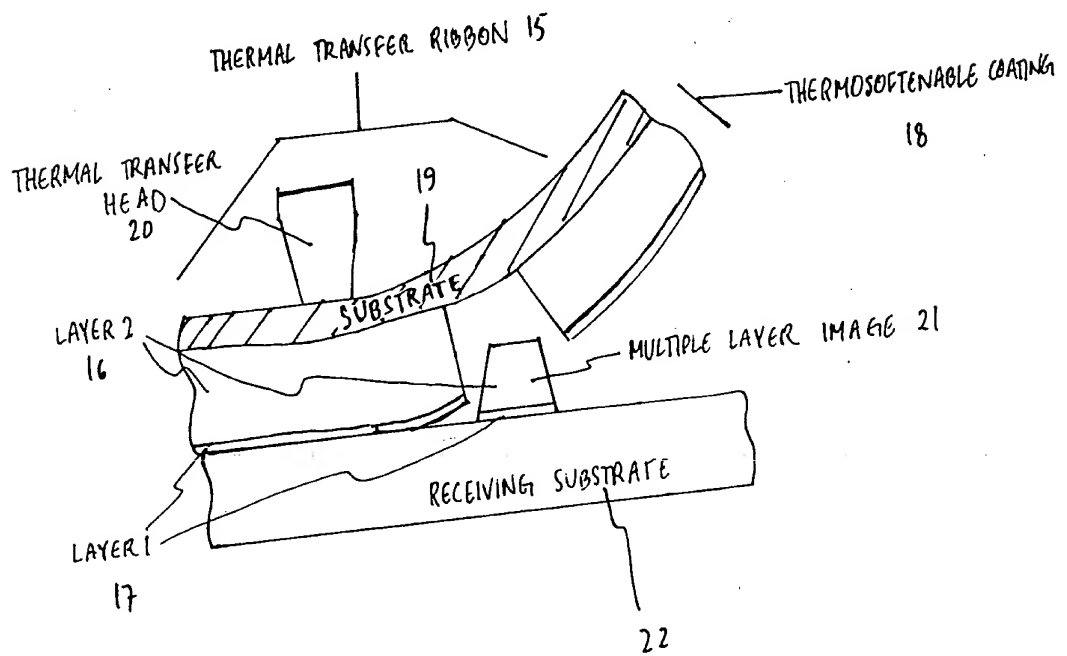 THERMAL TRANSFER RIBBON 15
THERMOSOFTENABLE COATING
18
THERMAL TRANSFER
HEAD
20
19
SUBSTRATE
LAYER 2
16
MULTIPLE LAYER IMAGE 21
RECEIVING SUBSTRATE
LAYER 1
17
22